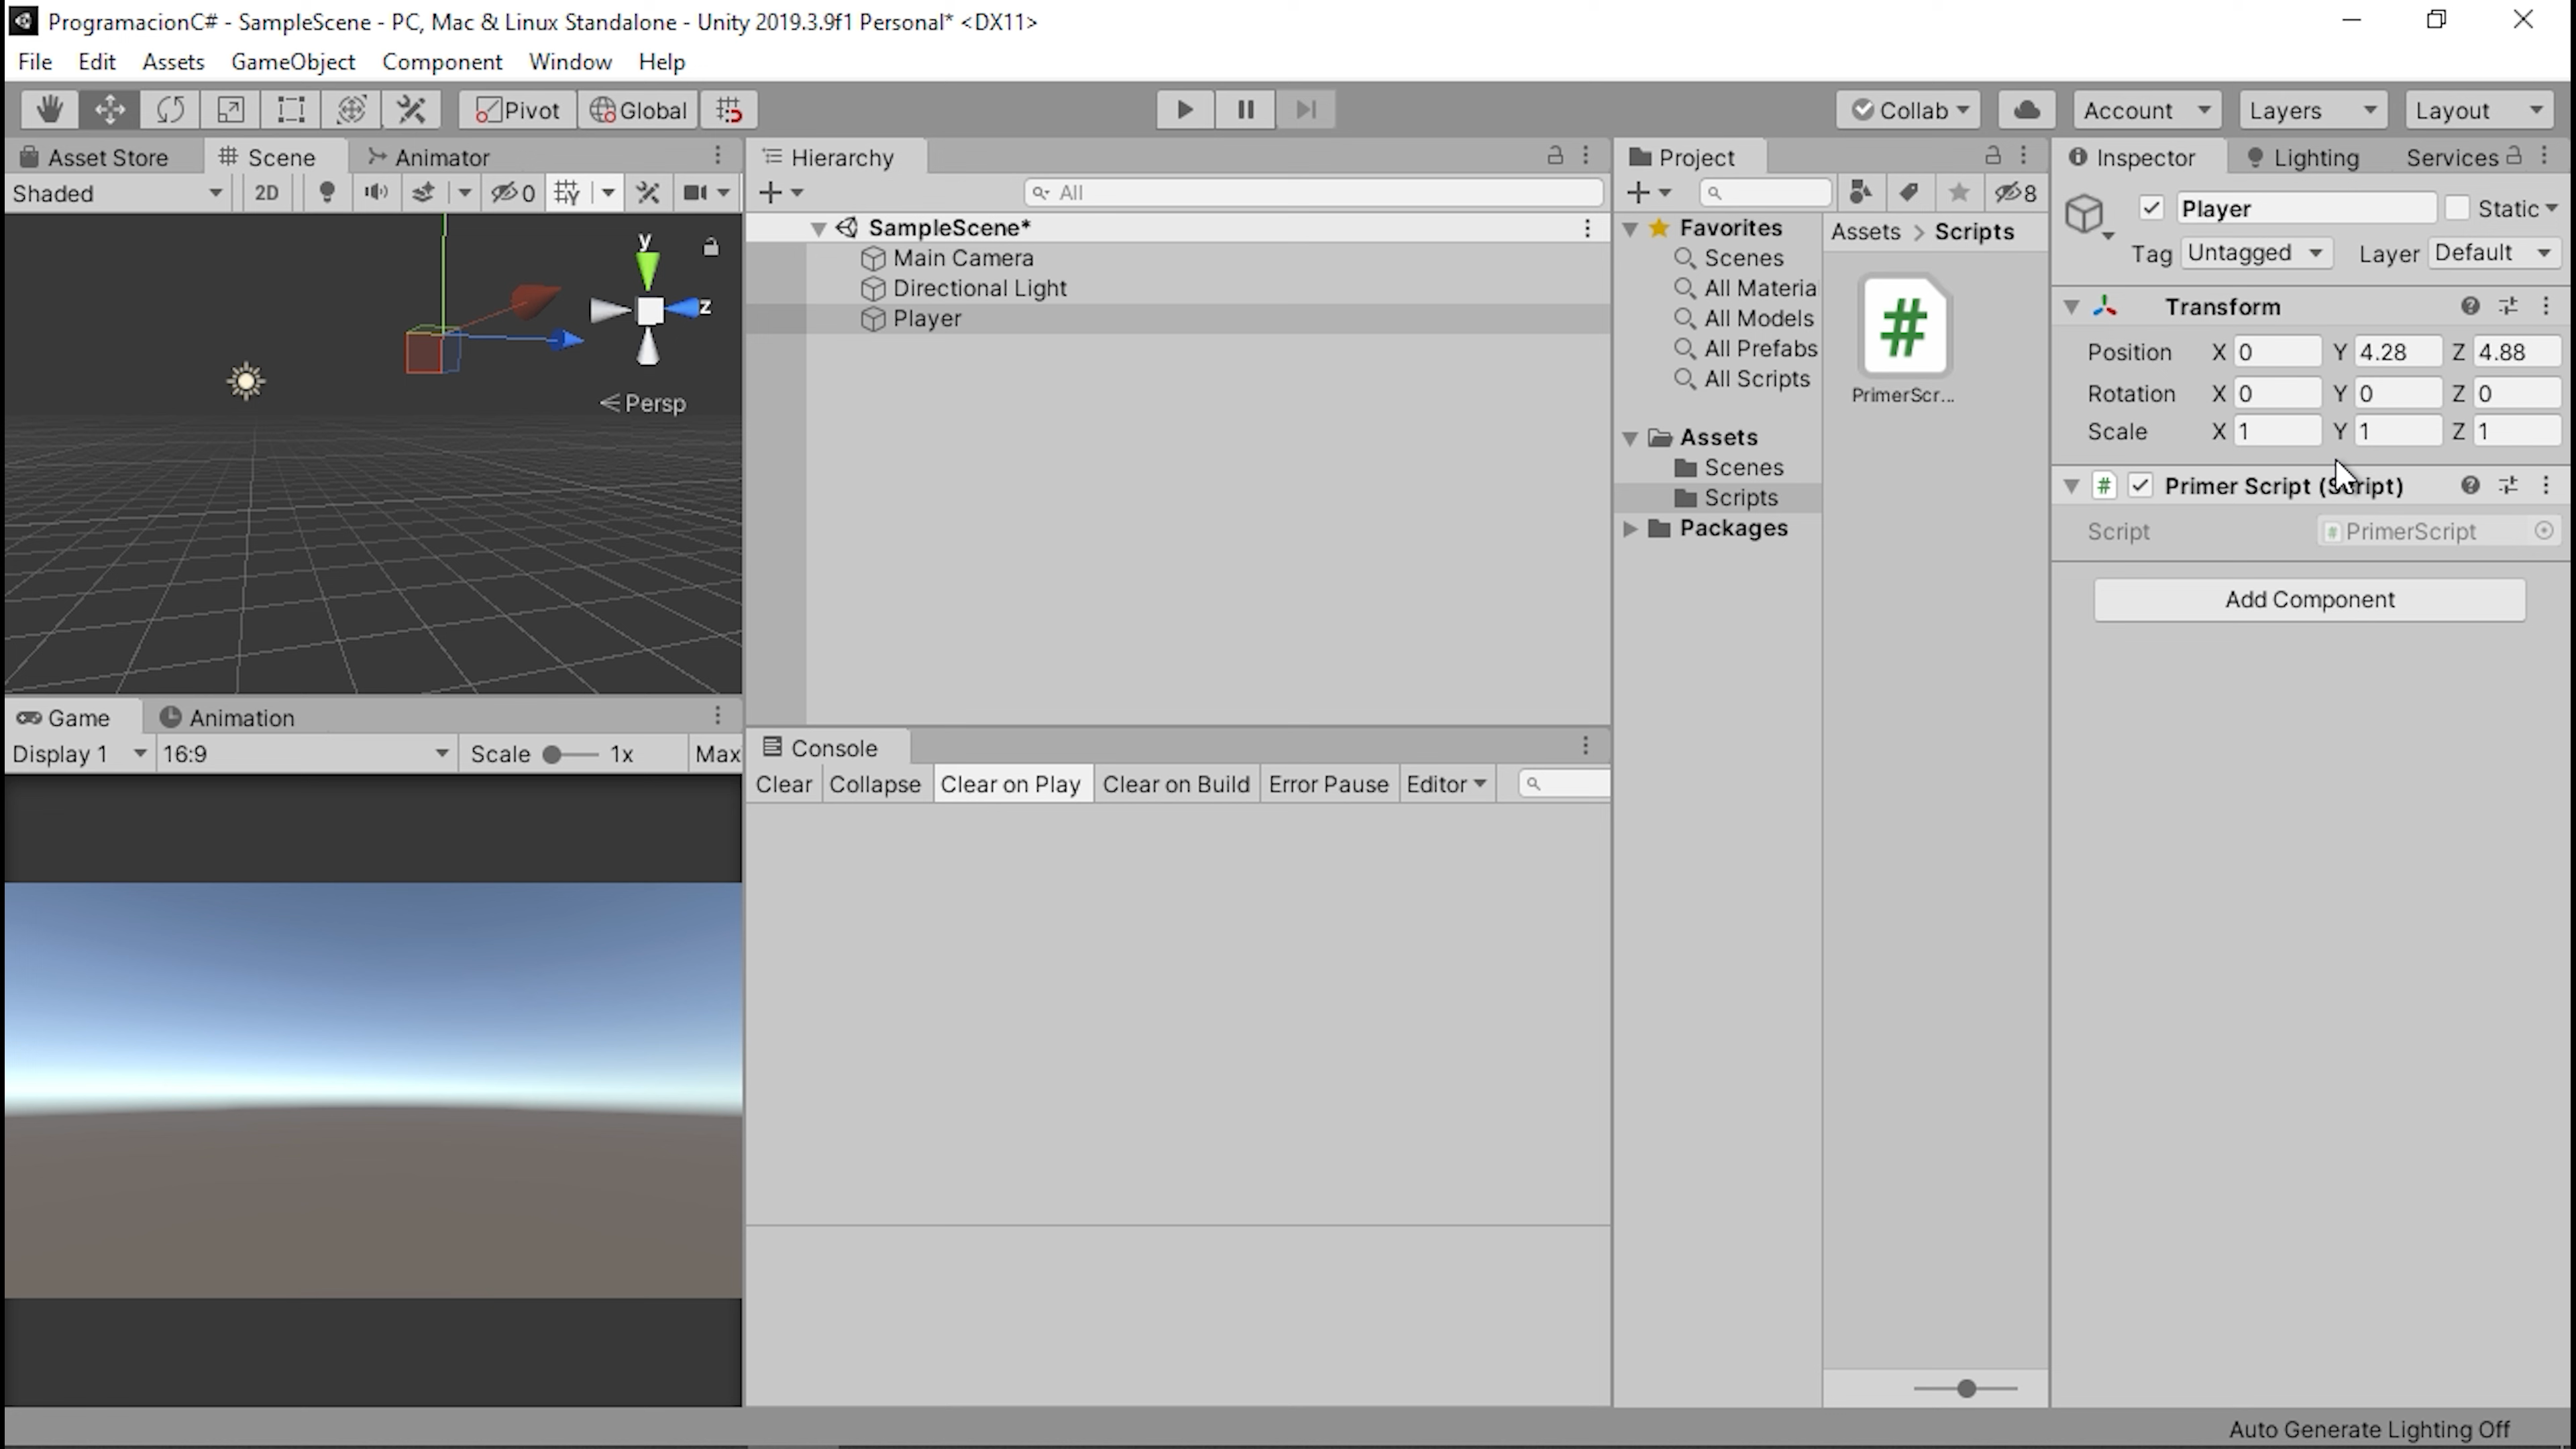 ProgramacionC# - SampleScene - PC, Mac & Linux Standalone - Unity 2019.3.9f1 Personal* <DX11>
File Edit Assets GameObject Component Window Help
Pivot Global Collab Account Layers Layout
Asset Store Scene Animator
Shaded 2D 0
y
z
Persp
Game Animation
Display 1 16:9 Scale 1x Max
Hierarchy
All
SampleScene*
Main Camera
Directional Light
Player
Console
Clear Collapse Clear on Play Clear on Build Error Pause Editor
Project
8
Favorites
Scenes
All Materia
All Models
All Prefabs
All Scripts
Assets
Scenes
Scripts
Packages
Assets > Scripts
#
PrimerScr...
Inspector Lighting Services
Player Static
Tag Untagged Layer Default
Transform
Position X 0 Y 4.28 Z 4.88
Rotation X 0 Y 0 Z 0
Scale X 1 Y 1 Z 1
# Primer Script (Script)
Script # PrimerScript
Add Component
Auto Generate Lighting Off